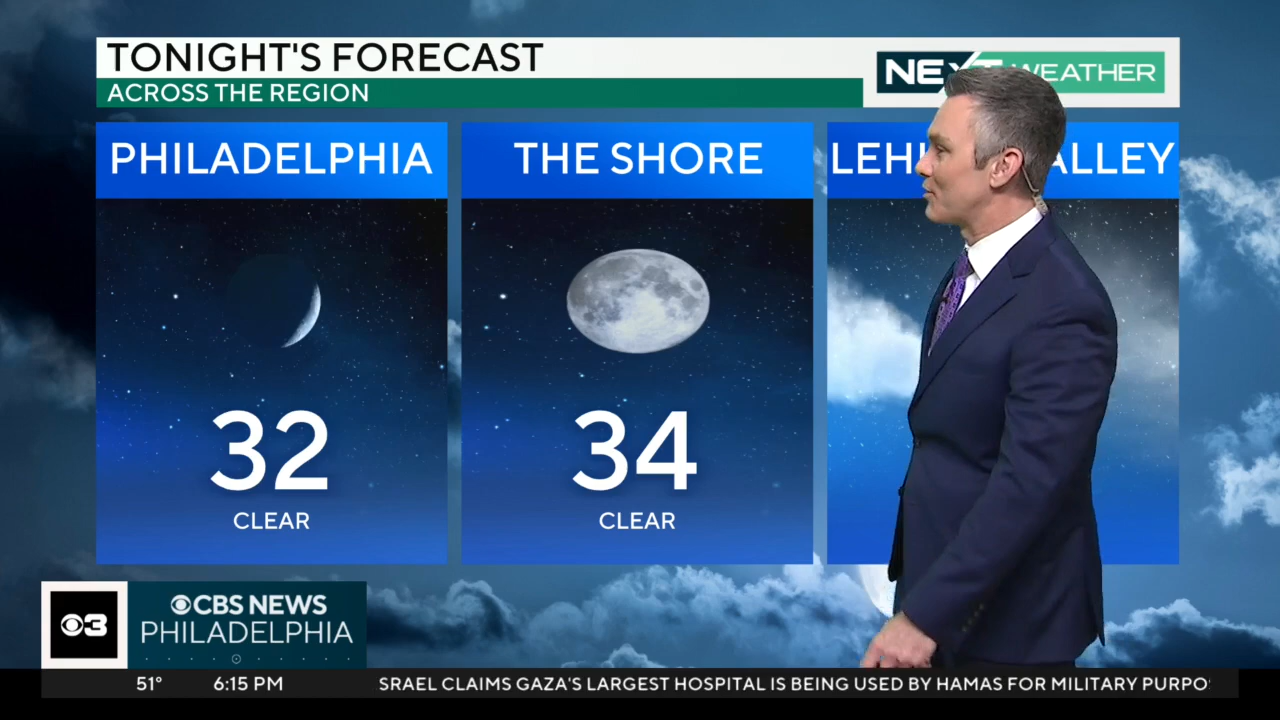 TONIGHT'S FORECAST
ACROSS THE REGION
WEATHER
PHILADELPHIA
THE SHORE
32
34
CLEAR
CLEAR
3
CBS NEWS
PHILADELPHIA
51°
6:15 PM
SRAEL CLAIMS GAZA'S LARGEST HOSPITAL IS BEING USED BY HAMAS FOR MILITARY PURPO